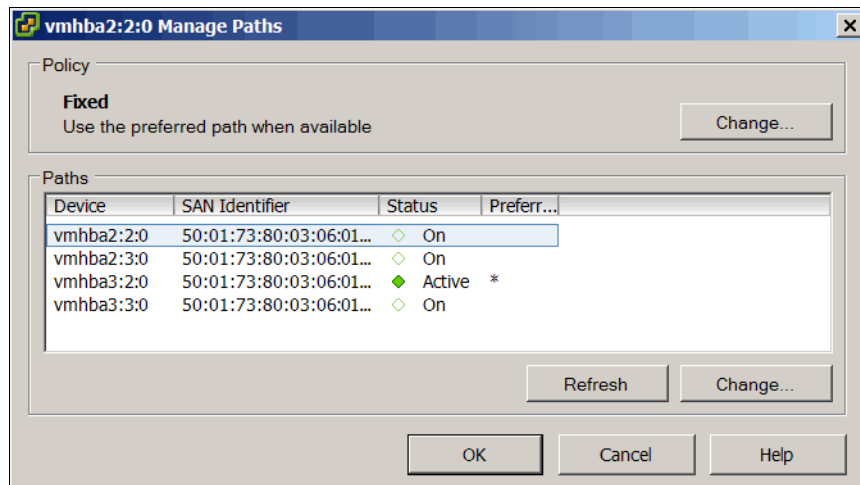 vmhba2:2:0 Manage Paths
Policy
Fixed
Use the preferred path when available
Change...
Paths
Device SAN Identifier Status Preferr...
vmhba2:2:0 50:01:73:80:03:06:01... On
vmhba2:3:0 50:01:73:80:03:06:01... On
vmhba3:2:0 50:01:73:80:03:06:01... Active *
vmhba3:3:0 50:01:73:80:03:06:01... On
Refresh Change...
OK Cancel Help